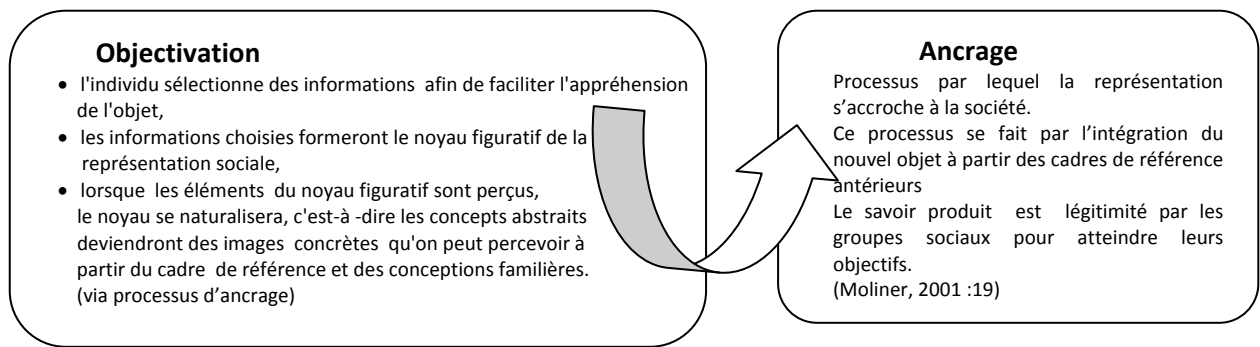 Objectivation
• l'individu sélectionne des informations afin de faciliter l'appréhension
de l'objet,
• les informations choisies formeront le noyau figuratif de la
représentation sociale,
• lorsque les éléments du noyau figuratif sont perçus,
le noyau se naturalisera, c'est-à -dire les concepts abstraits
deviendront des images concrètes qu'on peut percevoir à
partir du cadre de référence et des conceptions familières.
(via processus d'ancrage)
Ancrage
Processus par lequel la représentation
s'accroche à la société.
Ce processus se fait par l'intégration du
nouvel objet à partir des cadres de référence
antérieurs
Le savoir produit est légitimité par les
groupes sociaux pour atteindre leurs
objectifs.
(Moliner, 2001 :19)